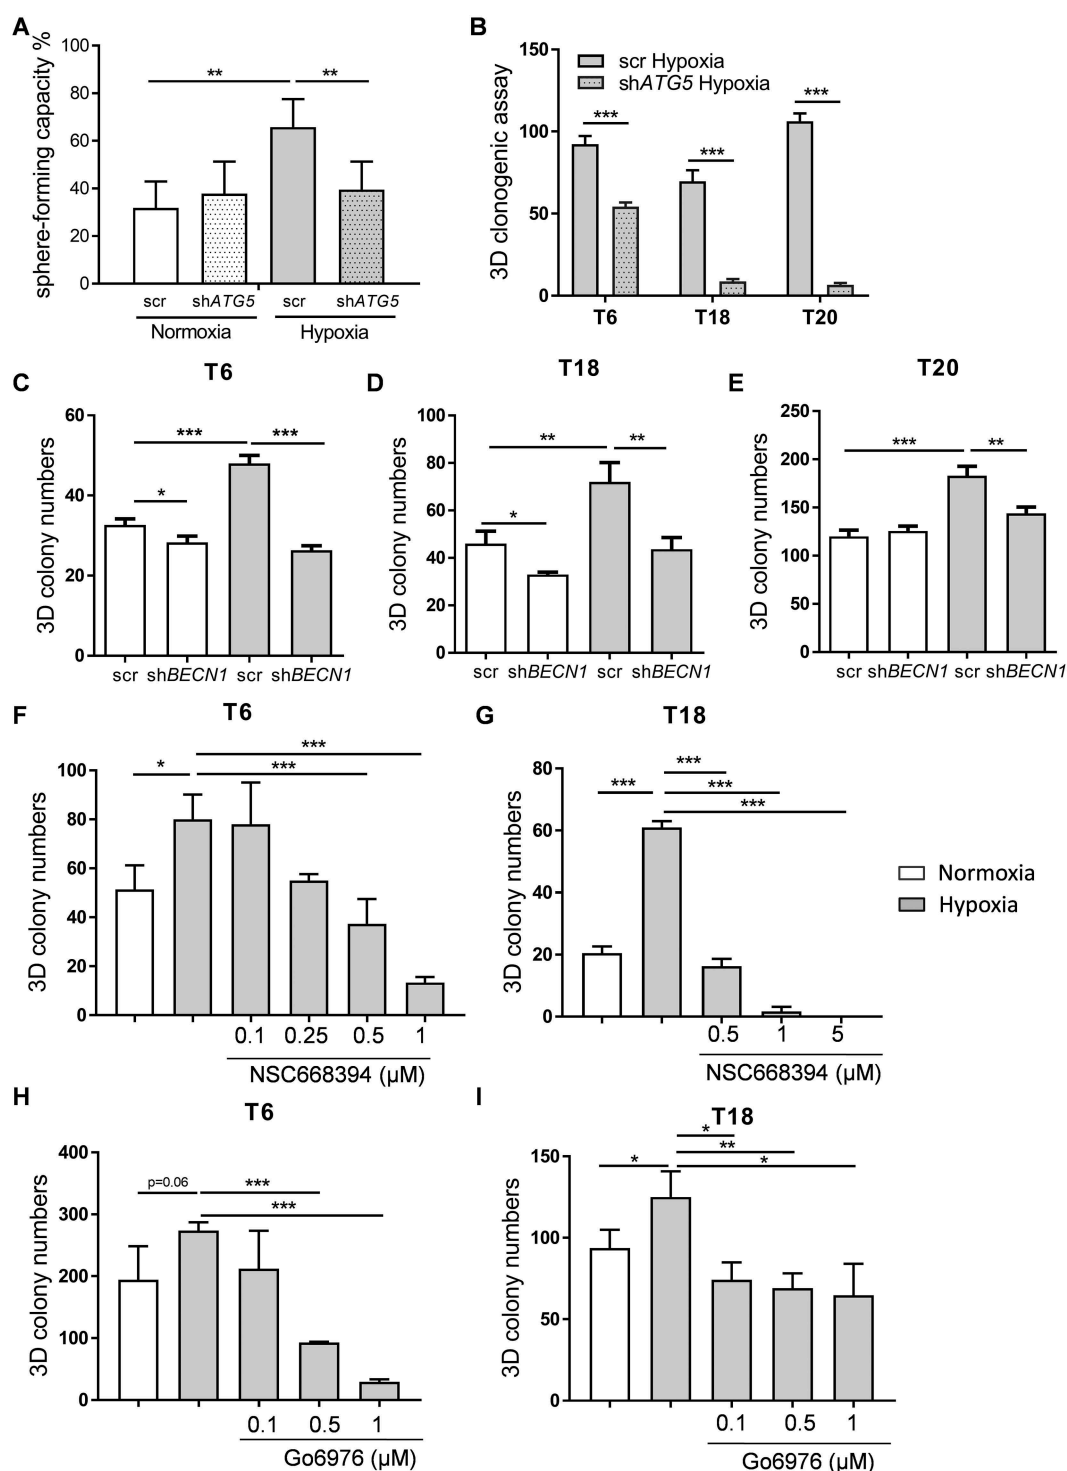 A
sphere-forming capacity %
100
80
60
40
20
0
** **
scr shATG5 scr shATG5
Normoxia Hypoxia
B
3D clonogenic assay
150
100
50
0
scr Hypoxia
shATG5 Hypoxia
*** *** ***
T6 T18 T20
C
T6
3D colony numbers
60
40
20
0
*** ***
*
scr shBECN1 scr shBECN1
D
T18
3D colony numbers
100
80
60
40
20
0
** **
*
scr shBECN1 scr shBECN1
E
T20
3D colony numbers
250
200
150
100
50
0
*** **
scr shBECN1 scr shBECN1
F
T6
3D colony numbers
100
80
60
40
20
0
***
* ***
0.1 0.25 0.5 1
NSC668394 (µM)
G
T18
3D colony numbers
80
60
40
20
0
***
*** ***
***
0.5 1 5
NSC668394 (µM)
Normoxia
Hypoxia
H
T6
3D colony numbers
400
300
200
100
0
p=0.06 ***
***
0.1 0.5 1
Go6976 (µM)
I
T18
3D colony numbers
150
100
50
0
*
**
* *
0.1 0.5 1
Go6976 (µM)